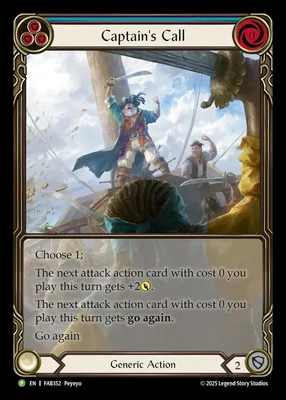 Captain's Call
Choose 1;
The next attack action card with cost 0 you
play this turn gets +2.
The next attack action card with cost 0 you
play this turn gets go again.
Go again
Generic Action
2
P EN | FAB352 Peyeyo
© 2025 Legend Story Studios